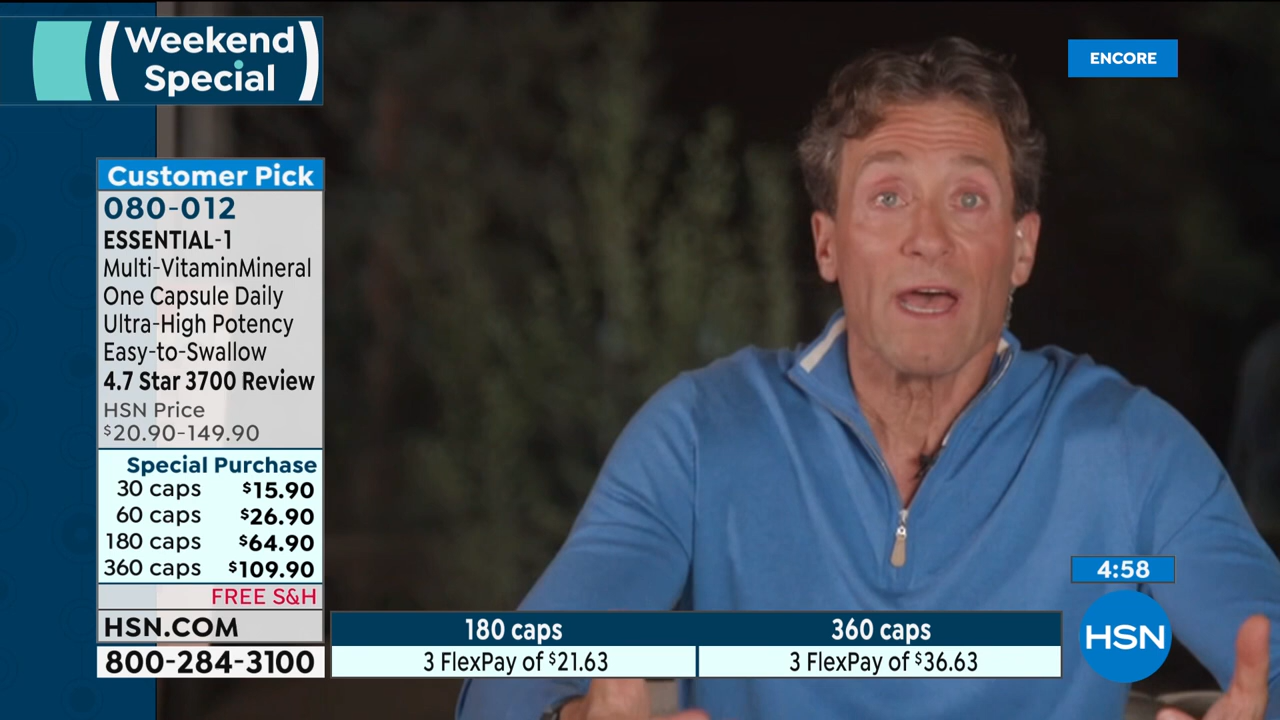 (Weekend
Special)
ENCORE
Customer Pick
080-012
ESSENTIAL-1
Multi-VitaminMineral
One Capsule Daily
Ultra-High Potency
Easy-to-Swallow
4.7 Star 3700 Review
HSN Price
$20.90-149.90
Special Purchase
30 caps $15.90
60 caps $26.90
180 caps $64.90
360 caps $109.90
FREE S&H
HSN.COM
800-284-3100
180 caps 360 caps
3 FlexPay of $21.63 3 FlexPay of $36.63
4:58
HSN